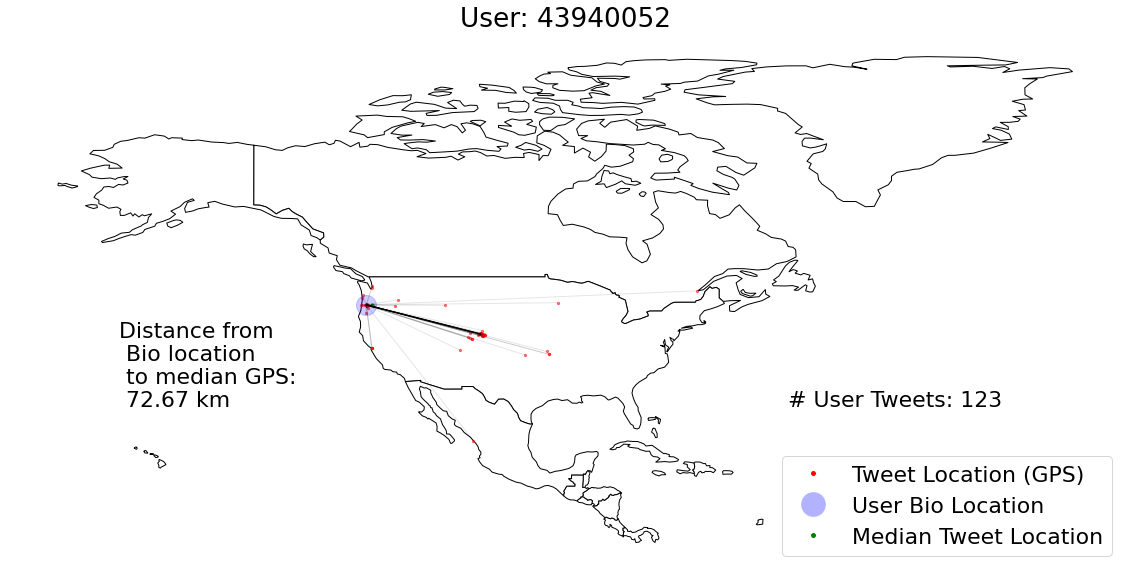 User: 43940052
Distance from
Bio location
to median GPS:
72.67 km
# User Tweets: 123
Tweet Location (GPS)
User Bio Location
Median Tweet Location